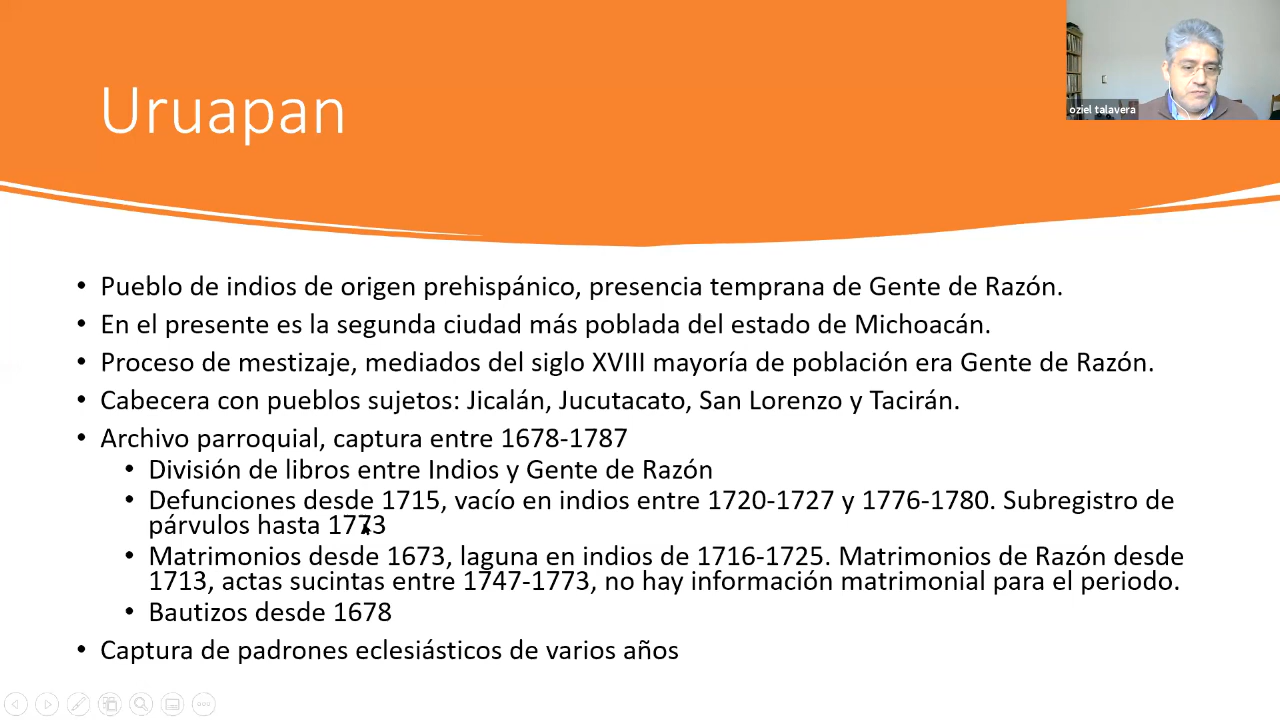 Uruapan
oziel talavera
• Pueblo de indios de origen prehispánico, presencia temprana de Gente de Razón.
• En el presente es la segunda ciudad más poblada del estado de Michoacán.
• Proceso de mestizaje, mediados del siglo XVIII mayoría de población era Gente de Razón.
• Cabecera con pueblos sujetos: Jicalán, Jucutacato, San Lorenzo y Tacirán.
• Archivo parroquial, captura entre 1678-1787
• División de libros entre Indios y Gente de Razón
• Defunciones desde 1715, vacío en indios entre 1720-1727 y 1776-1780. Subregistro de
párvulos hasta 1773
• Matrimonios desde 1673, laguna en indios de 1716-1725. Matrimonios de Razón desde
1713, actas sucintas entre 1747-1773, no hay información matrimonial para el periodo.
• Bautizos desde 1678
• Captura de padrones eclesiásticos de varios años